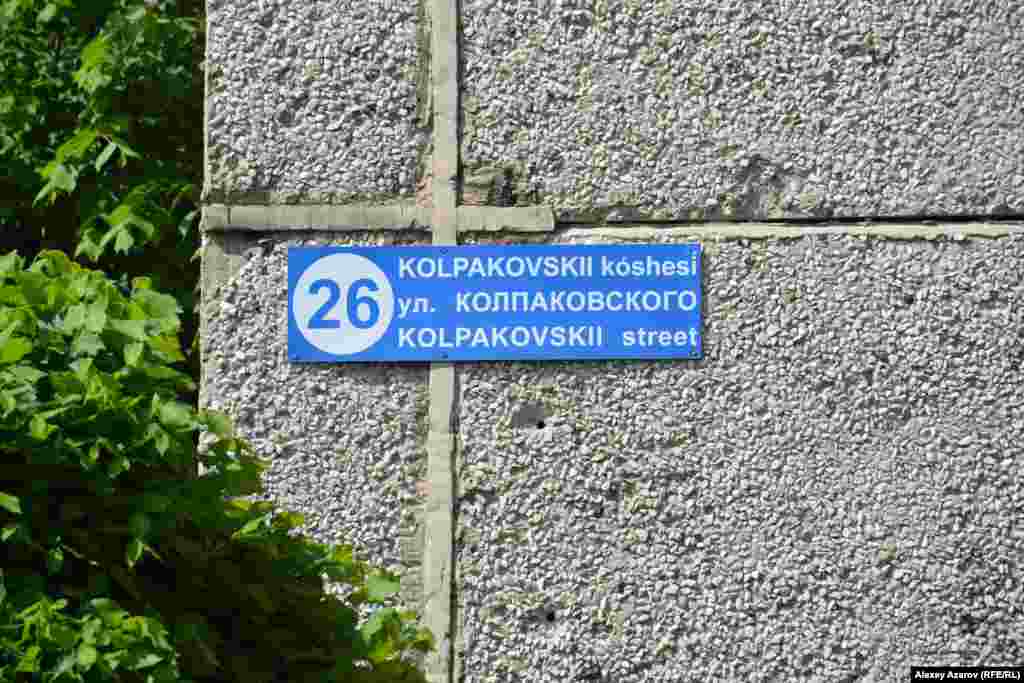 26
KOLPAKOVSKII kóshesi
ул. КОЛПАКОВСКОГО
KOLPAKOVSKII street
Alexey Azarov (RFE/RL)